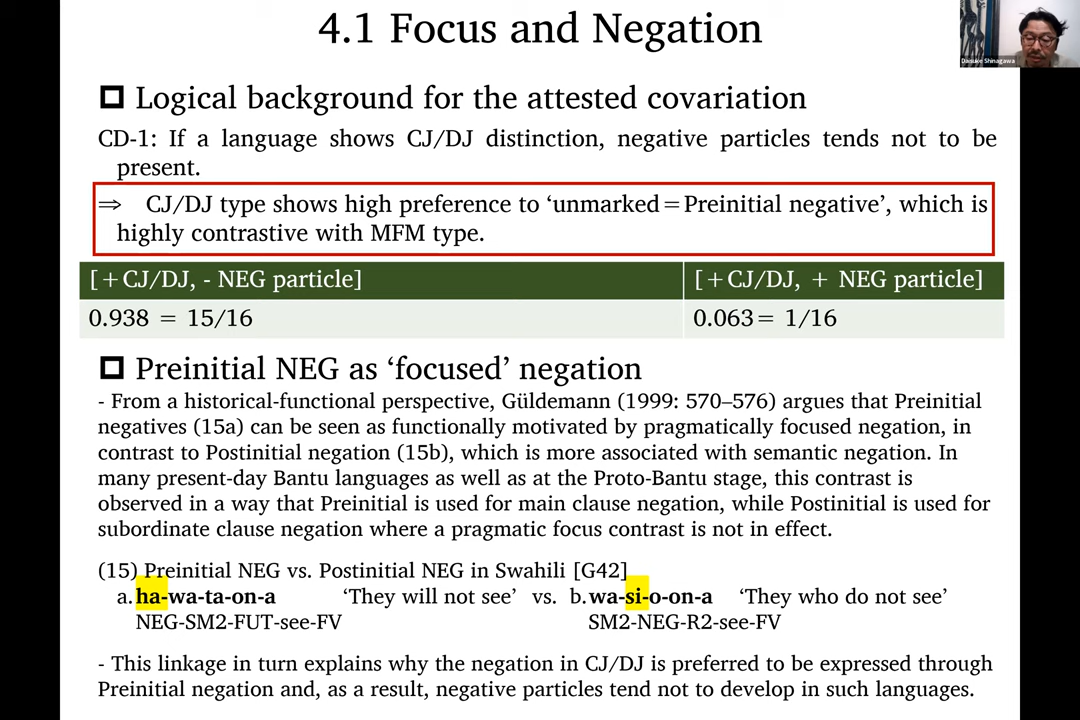 4.1 Focus and Negation
Daisuke Shinagawa
Logical background for the attested covariation
CD-1: If a language shows CJ/DJ distinction, negative particles tends not to be
present.
⇒ CJ/DJ type shows high preference to ‘unmarked＝Preinitial negative’, which is
highly contrastive with MFM type.
[＋CJ/DJ, - NEG particle] [＋CJ/DJ, ＋ NEG particle]
0.938 ＝ 15/16 0.063＝ 1/16
Preinitial NEG as ‘focused’ negation
- From a historical-functional perspective, Güldemann (1999: 570–576) argues that Preinitial
negatives (15a) can be seen as functionally motivated by pragmatically focused negation, in
contrast to Postinitial negation (15b), which is more associated with semantic negation. In
many present-day Bantu languages as well as at the Proto-Bantu stage, this contrast is
observed in a way that Preinitial is used for main clause negation, while Postinitial is used for
subordinate clause negation where a pragmatic focus contrast is not in effect.
(15) Preinitial NEG vs. Postinitial NEG in Swahili [G42]
a. ha-wa-ta-on-a ‘They will not see’ vs. b. wa-si-o-on-a ‘They who do not see’
NEG-SM2-FUT-see-FV SM2-NEG-R2-see-FV
- This linkage in turn explains why the negation in CJ/DJ is preferred to be expressed through
Preinitial negation and, as a result, negative particles tend not to develop in such languages.